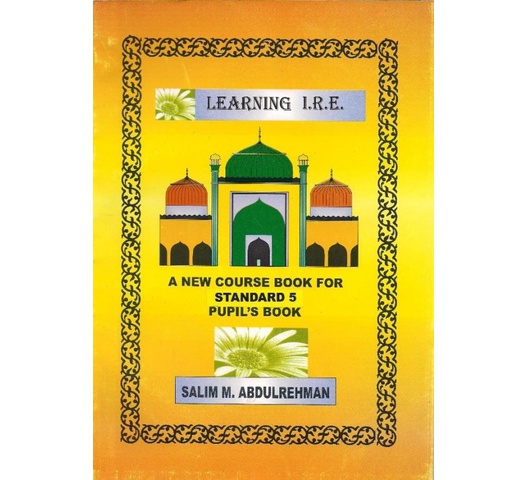 LEARNING I.R.E.
A NEW COURSE BOOK FOR
STANDARD 5
PUPIL'S BOOK
SALIM M. ABDULREHMAN